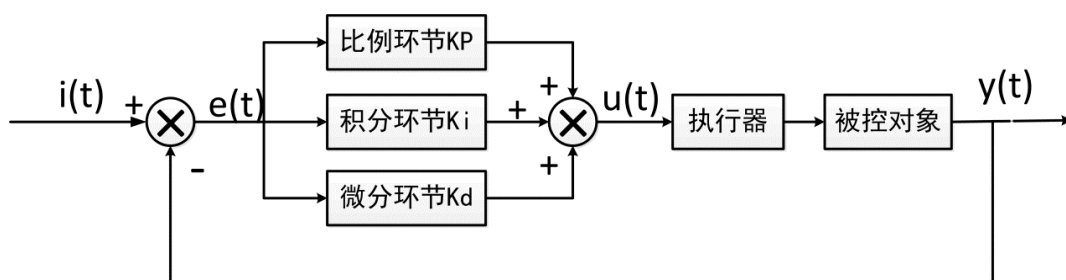 比例环节KP
i(t)
+
e(t)
积分环节Ki
+
+
u(t)
执行器
被控对象
y(t)
-
微分环节Kd
+